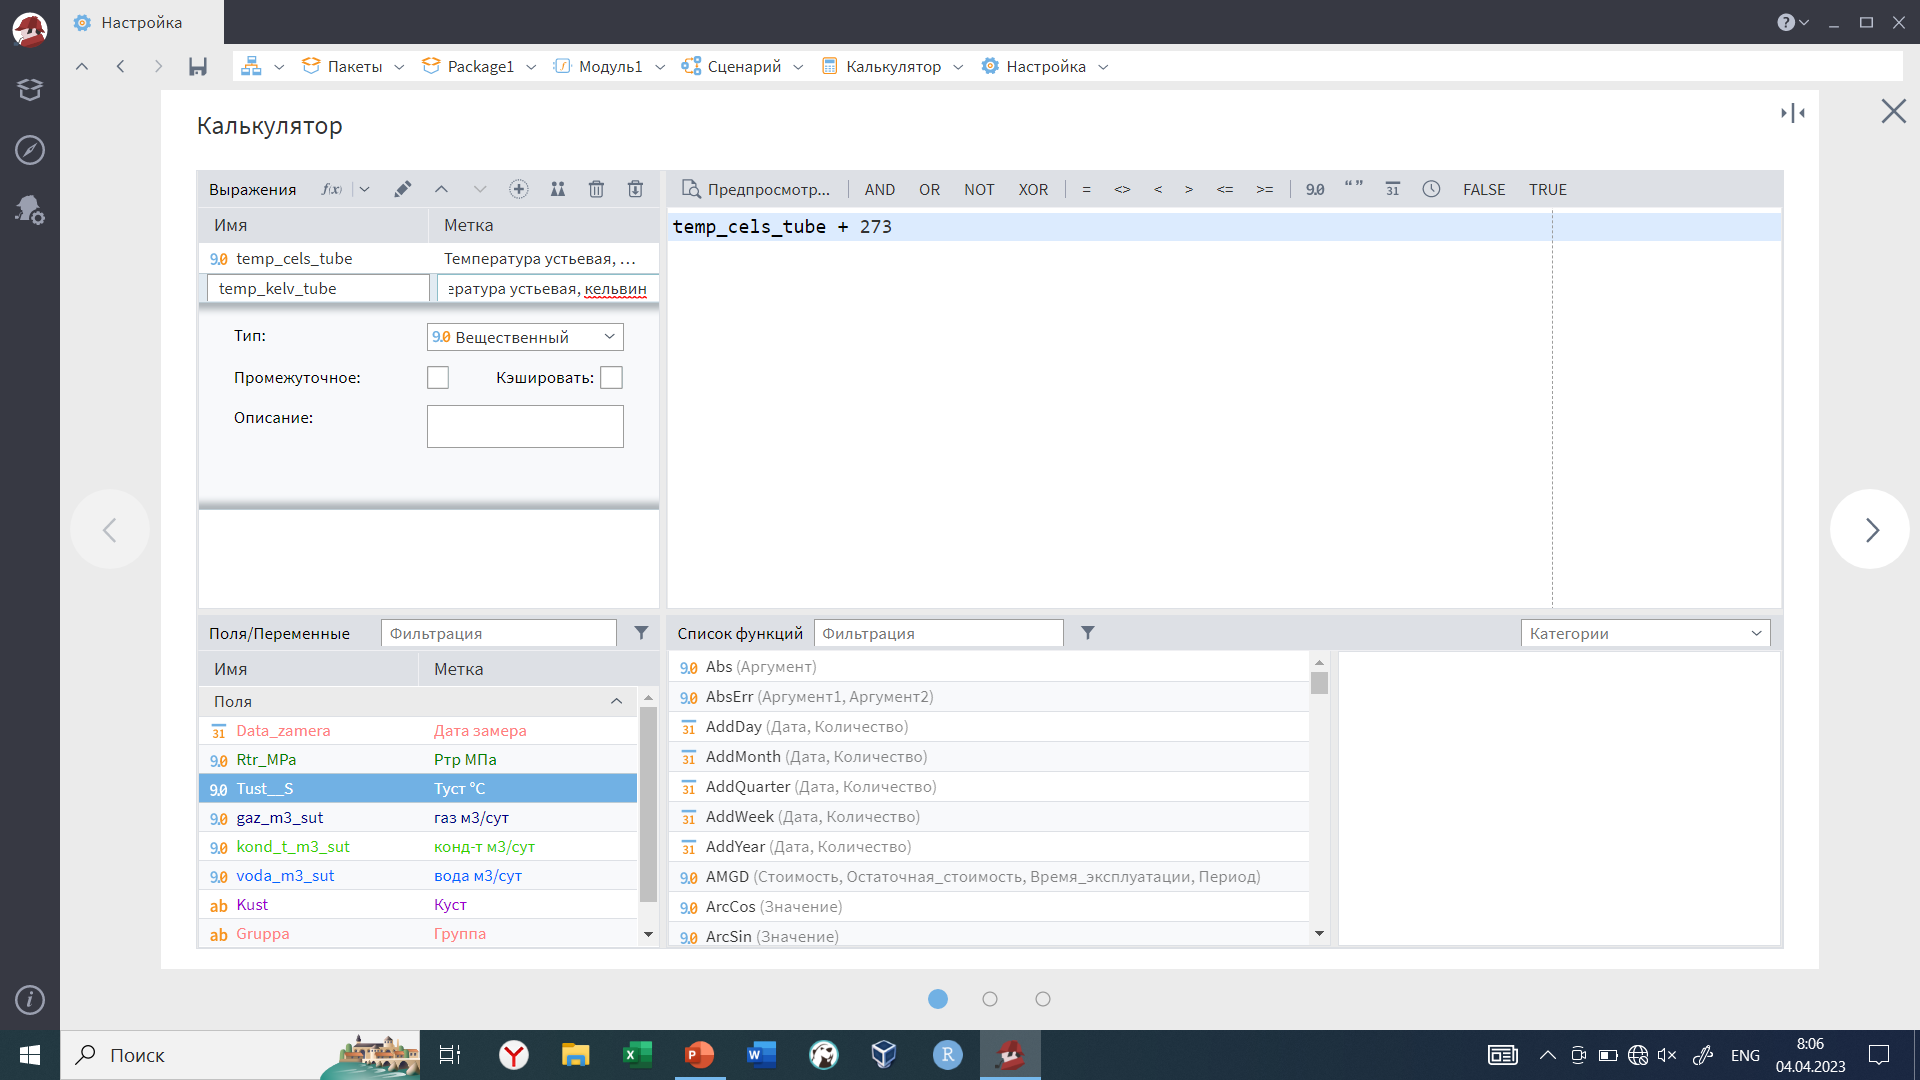 Настройка
Пакеты Package1 Модуль1 Сценарий Калькулятор Настройка
Калькулятор
Выражения f(x)
Имя Метка
9.0 temp_cels_tube Температура устьевая, …
temp_kelv_tube ература устьевая, кельвин
Тип: 9.0 Вещественный
Промежуточное: Кэшировать:
Описание:
Предпросмотр... AND OR NOT XOR = <> < > <= >= 9.0 “ ” 31 FALSE TRUE
temp_cels_tube + 273
Поля/Переменные Фильтрация
Имя Метка
Поля
31 Data_zamera Дата замера
9.0 Rtr_MPa Ртр МПа
9.0 Tust__S Туст °С
9.0 gaz_m3_sut газ м3/сут
9.0 kond_t_m3_sut конд-т м3/сут
9.0 voda_m3_sut вода м3/сут
ab Kust Куст
ab Gruppa Группа
Список функций Фильтрация Категории
9.0 Abs (Аргумент)
9.0 AbsErr (Аргумент1, Аргумент2)
31 AddDay (Дата, Количество)
31 AddMonth (Дата, Количество)
31 AddQuarter (Дата, Количество)
31 AddWeek (Дата, Количество)
31 AddYear (Дата, Количество)
9.0 AMGD (Стоимость, Остаточная_стоимость, Время_эксплуатации, Период)
9.0 ArcCos (Значение)
9.0 ArcSin (Значение)
Поиск
ENG
8:06
04.04.2023